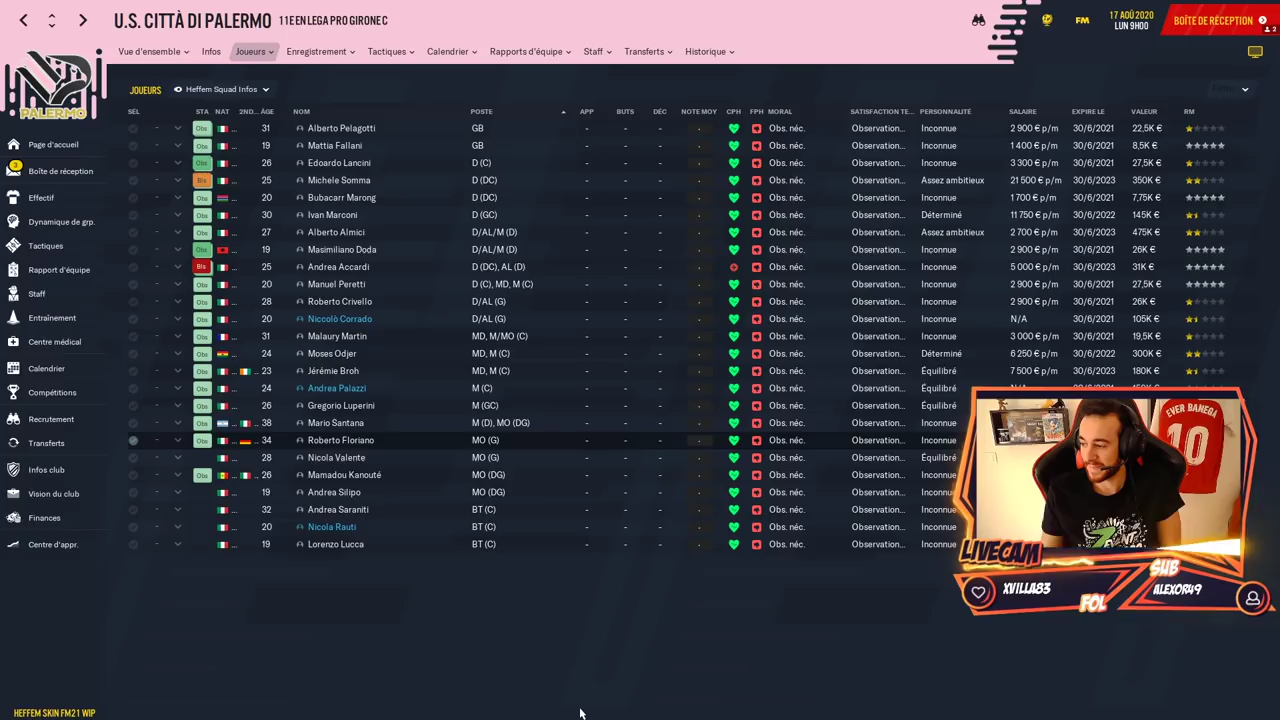 U.S. CITTÀ DI PALERMO 11E EN LEGA PRO GIRONE C
FM 17 AOÛ 2020 LUN 9H00 BOÎTE DE RÉCEPTION 2
Vue d'ensemble Infos Joueurs Enregistrement Tactiques Calendrier Rapports d'équipe Staff Transferts Historique
PALERMO
JOUEURS Heffem Squad Infos
SÉL STA NAT 2ND... ÂGE NOM POSTE APP BUTS DÉC NOTE MOY CPH FPH MORAL SATISFACTION TE... PERSONNALITÉ SALAIRE EXPIRE LE VALEUR RM
Obs ... 31 Alberto Pelagotti GB - - - - Obs. néc. Observation... Inconnue 2 900 € p/m 30/6/2021 22,5K €
Obs ... 19 Mattia Fallani GB - - - - Obs. néc. Observation... Inconnue 1 400 € p/m 30/6/2021 8,5K €
Obs ... 26 Edoardo Lancini D (C) - - - - Obs. néc. Observation... Inconnue 3 300 € p/m 30/6/2021 27,5K €
Bls ... 25 Michele Somma D (DC) - - - - Obs. néc. Observation... Assez ambitieux 21 500 € p/m 30/6/2023 350K €
Obs ... 20 Bubacarr Marong D (DC) - - - - Obs. néc. Observation... Inconnue 1 700 € p/m 30/6/2021 7,75K €
Obs ... 30 Ivan Marconi D (GC) - - - - Obs. néc. Observation... Déterminé 11 750 € p/m 30/6/2022 145K €
Obs ... 27 Alberto Almici D/AL/M (D) - - - - Obs. néc. Observation... Assez ambitieux 2 700 € p/m 30/6/2023 475K €
Obs ... 19 Masimiliano Doda D/AL/M (D) - - - - Obs. néc. Observation... Inconnue 2 900 € p/m 30/6/2021 26K €
Bls ... 25 Andrea Accardi D (DC), AL (D) - - - - Obs. néc. Observation... Inconnue 5 000 € p/m 30/6/2023 31K €
Obs ... 20 Manuel Peretti D (C), MD, M (C) - - - - Obs. néc. Observation... Inconnue 2 900 € p/m 30/6/2021 27,5K €
Obs ... 28 Roberto Crivello D/AL (G) - - - - Obs. néc. Observation... Inconnue 2 900 € p/m 30/6/2021 26K €
Obs ... 20 Niccolò Corrado D/AL (G) - - - - Obs. néc. Observation... Inconnue N/A 30/6/2021 105K €
Obs ... 31 Malaury Martin MD, M/MO (C) - - - - Obs. néc. Observation... Inconnue 3 000 € p/m 30/6/2021 19,5K €
Obs ... 24 Moses Odjer MD, M (C) - - - - Obs. néc. Observation... Déterminé 6 250 € p/m 30/6/2022 300K €
Obs ... 23 Jérémie Broh MD, M (C) - - - - Obs. néc. Observation... Équilibré 7 500 € p/m 30/6/2023 180K €
Obs ... 24 Andrea Palazzi M (C) - - - - Obs. néc. Observation... Équilibré
Obs ... 26 Gregorio Luperini M (GC) - - - - Obs. néc. Observation... Équilibré
Obs ... 38 Mario Santana M (D), MO (DG) - - - - Obs. néc. Observation... Inconnue
Obs ... 34 Roberto Floriano MO (G) - - - - Obs. néc. Observation... Inconnue
... 28 Nicola Valente MO (G) - - - - Obs. néc. Observation... Équilibré
Obs ... 26 Mamadou Kanouté MO (DG) - - - - Obs. néc. Observation... Inconnue
... 19 Andrea Silipo MO (DG) - - - - Obs. néc. Observation... Inconnue
... 32 Andrea Saraniti BT (C) - - - - Obs. néc. Observation... Inconnue
... 20 Nicola Rauti BT (C) - - - - Obs. néc. Observation... Inconnue
... 19 Lorenzo Lucca BT (C) - - - - Obs. néc. Observation... Inconnue
Page d'accueil
3 Boîte de réception
Effectif
Dynamique de grp.
Tactiques
Rapport d'équipe
Staff
Entraînement
Centre médical
Calendrier
Compétitions
Recrutement
Transferts
Infos club
Vision du club
Finances
Centre d'appr.
EVER BANEGA
10
LIVECAM
SUB
XVILLA83
ALEXOR49
FOL
HEFFEM SKIN FM21 WIP